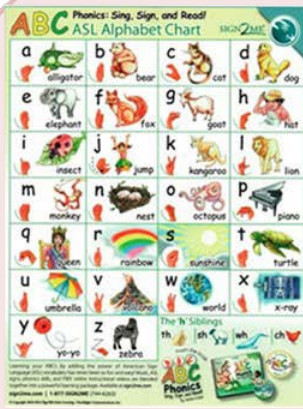 ABC Phonics: Sing, Sign, and Read!
ASL Alphabet Chart
SIGN2ME
a alligator
b bear
c cat
d dog
e elephant
f fox
g goat
h hat
i insect
j jump
k kangaroo
l lion
m monkey
n nest
o octopus
p piano
q queen
r rainbow
s sunshine
t turtle
u umbrella
v volcano
w world
x x-ray
y yo-yo
z zebra
The 'h' Siblings
th sh wh ch
ABC
Phonics